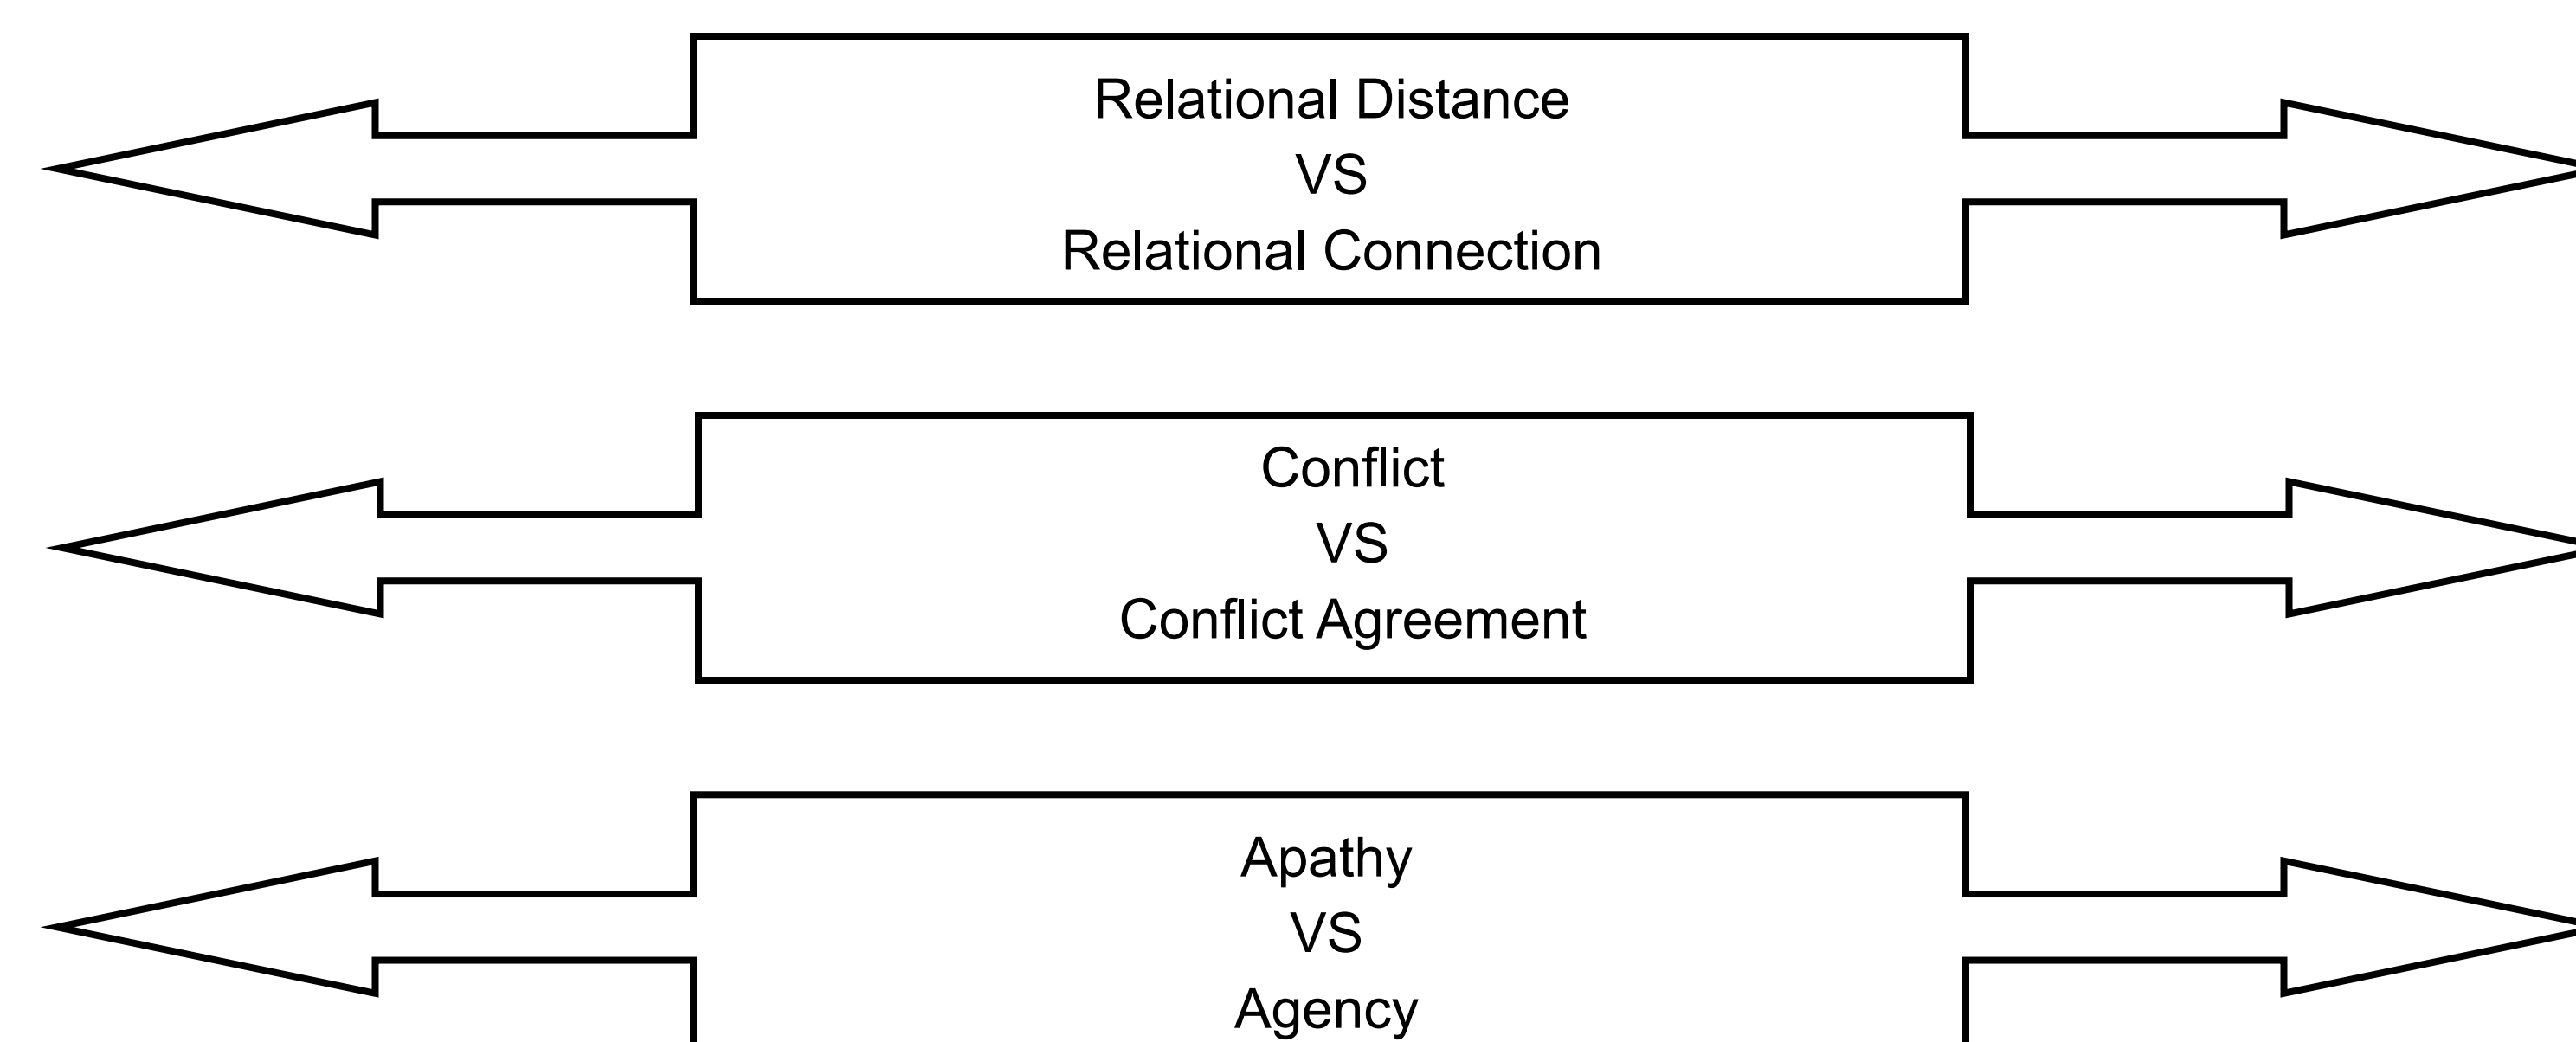 Relational Distance
VS
Relational Connection
Conflict
VS
Conflict Agreement
Apathy
VS
Agency